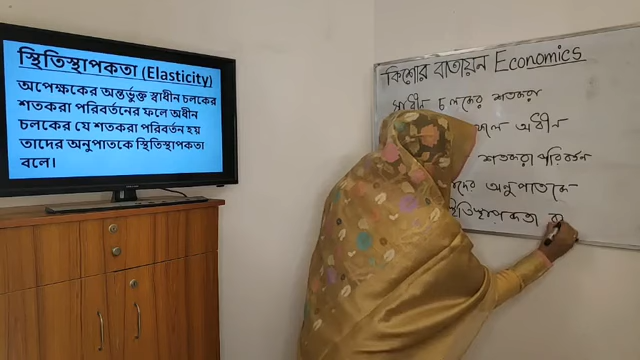 স্থিতিস্থাপকতা (Elasticity)
অপেক্ষকের অন্তর্ভুক্ত স্বাধীন চলকের
শতকরা পরিবর্তনের ফলে অধীন
চলকের যে শতকরা পরিবর্তন হয়
তাদের অনুপাতকে স্থিতিস্থাপকতা
বলে।
কিশোর বাতায়ন Economics
স্বাধীন চলকের শতকরা
অধীন
শতকরা পরিবর্তন
অনুপাতকে
স্থিতিস্থাপকতা